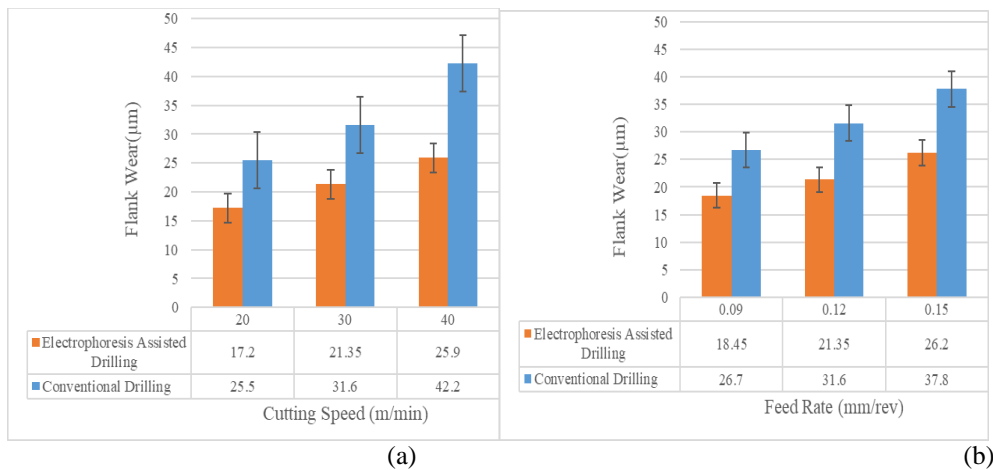 50
45
40
35
30
25
20
15
10
5
0
Flank Wear(µm)
20 30 40
Electrophoresis Assisted Drilling 17.2 21.35 25.9
Conventional Drilling 25.5 31.6 42.2
Cutting Speed (m/min)
(a)
50
45
40
35
30
25
20
15
10
5
0
Flank Wear(µm)
0.09 0.12 0.15
Electrophoresis Assisted Drilling 18.45 21.35 26.2
Conventional Drilling 26.7 31.6 37.8
Feed Rate (mm/rev)
(b)